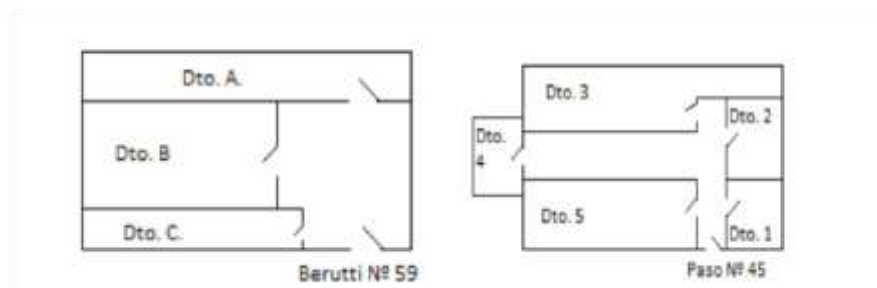 Dto. A.
Dto. B
Dto. C.
Berutti Nº 59
Dto. 3
Dto. 2
Dto.
4
Dto. 5
Dto. 1
Paso Nº 45